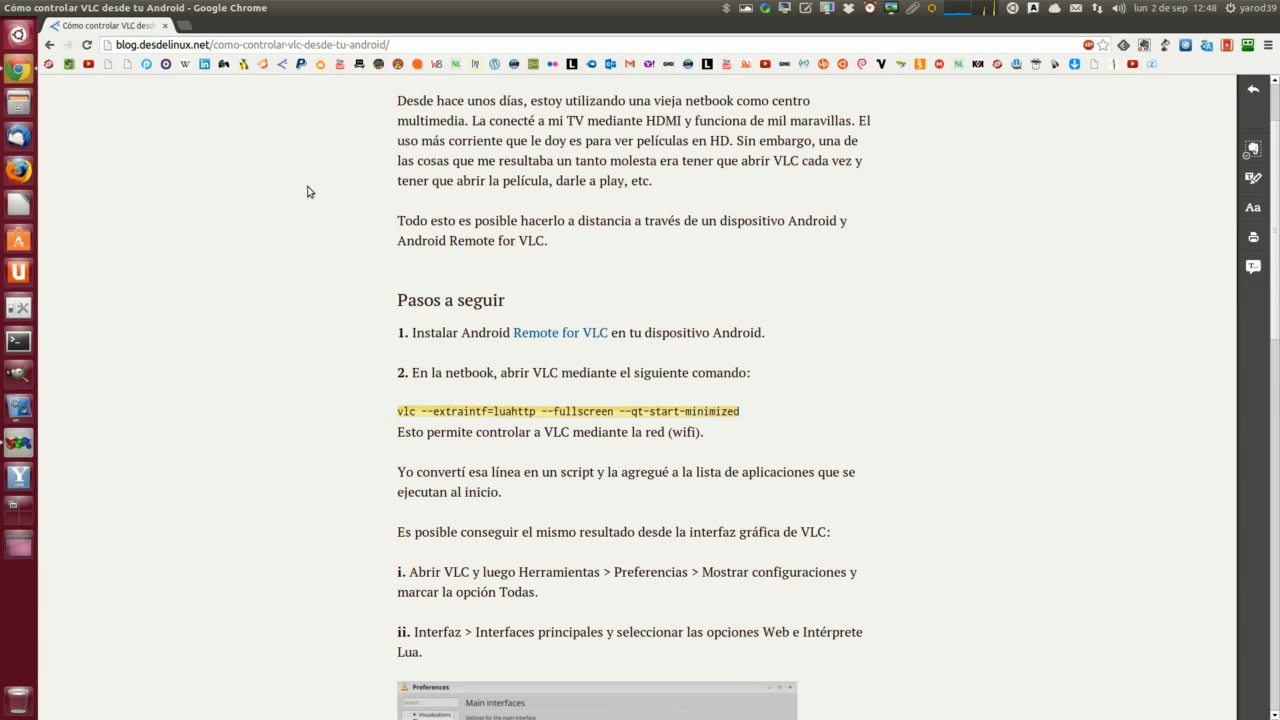 Cómo controlar VLC desde tu Android - Google Chrome
lun 2 de sep 12:48 yarod39
Cómo controlar VLC desd
blog.desdelinux.net/como-controlar-vlc-desde-tu-android/
Desde hace unos días, estoy utilizando una vieja netbook como centro
multimedia. La conecté a mi TV mediante HDMI y funciona de mil maravillas. El
uso más corriente que le doy es para ver películas en HD. Sin embargo, una de
las cosas que me resultaba un tanto molesta era tener que abrir VLC cada vez y
tener que abrir la película, darle a play, etc.
Todo esto es posible hacerlo a distancia a través de un dispositivo Android y
Android Remote for VLC.
Pasos a seguir
1. Instalar Android Remote for VLC en tu dispositivo Android.
2. En la netbook, abrir VLC mediante el siguiente comando:
vlc --extraintf=luahttp --fullscreen --qt-start-minimized
Esto permite controlar a VLC mediante la red (wifi).
Yo convertí esa línea en un script y la agregué a la lista de aplicaciones que se
ejecutan al inicio.
Es posible conseguir el mismo resultado desde la interfaz gráfica de VLC:
i. Abrir VLC y luego Herramientas > Preferencias > Mostrar configuraciones y
marcar la opción Todas.
ii. Interfaz > Interfaces principales y seleccionar las opciones Web e Intérprete
Lua.
Preferences
Main interfaces
Visualizations
Settings for the main interface
Aa